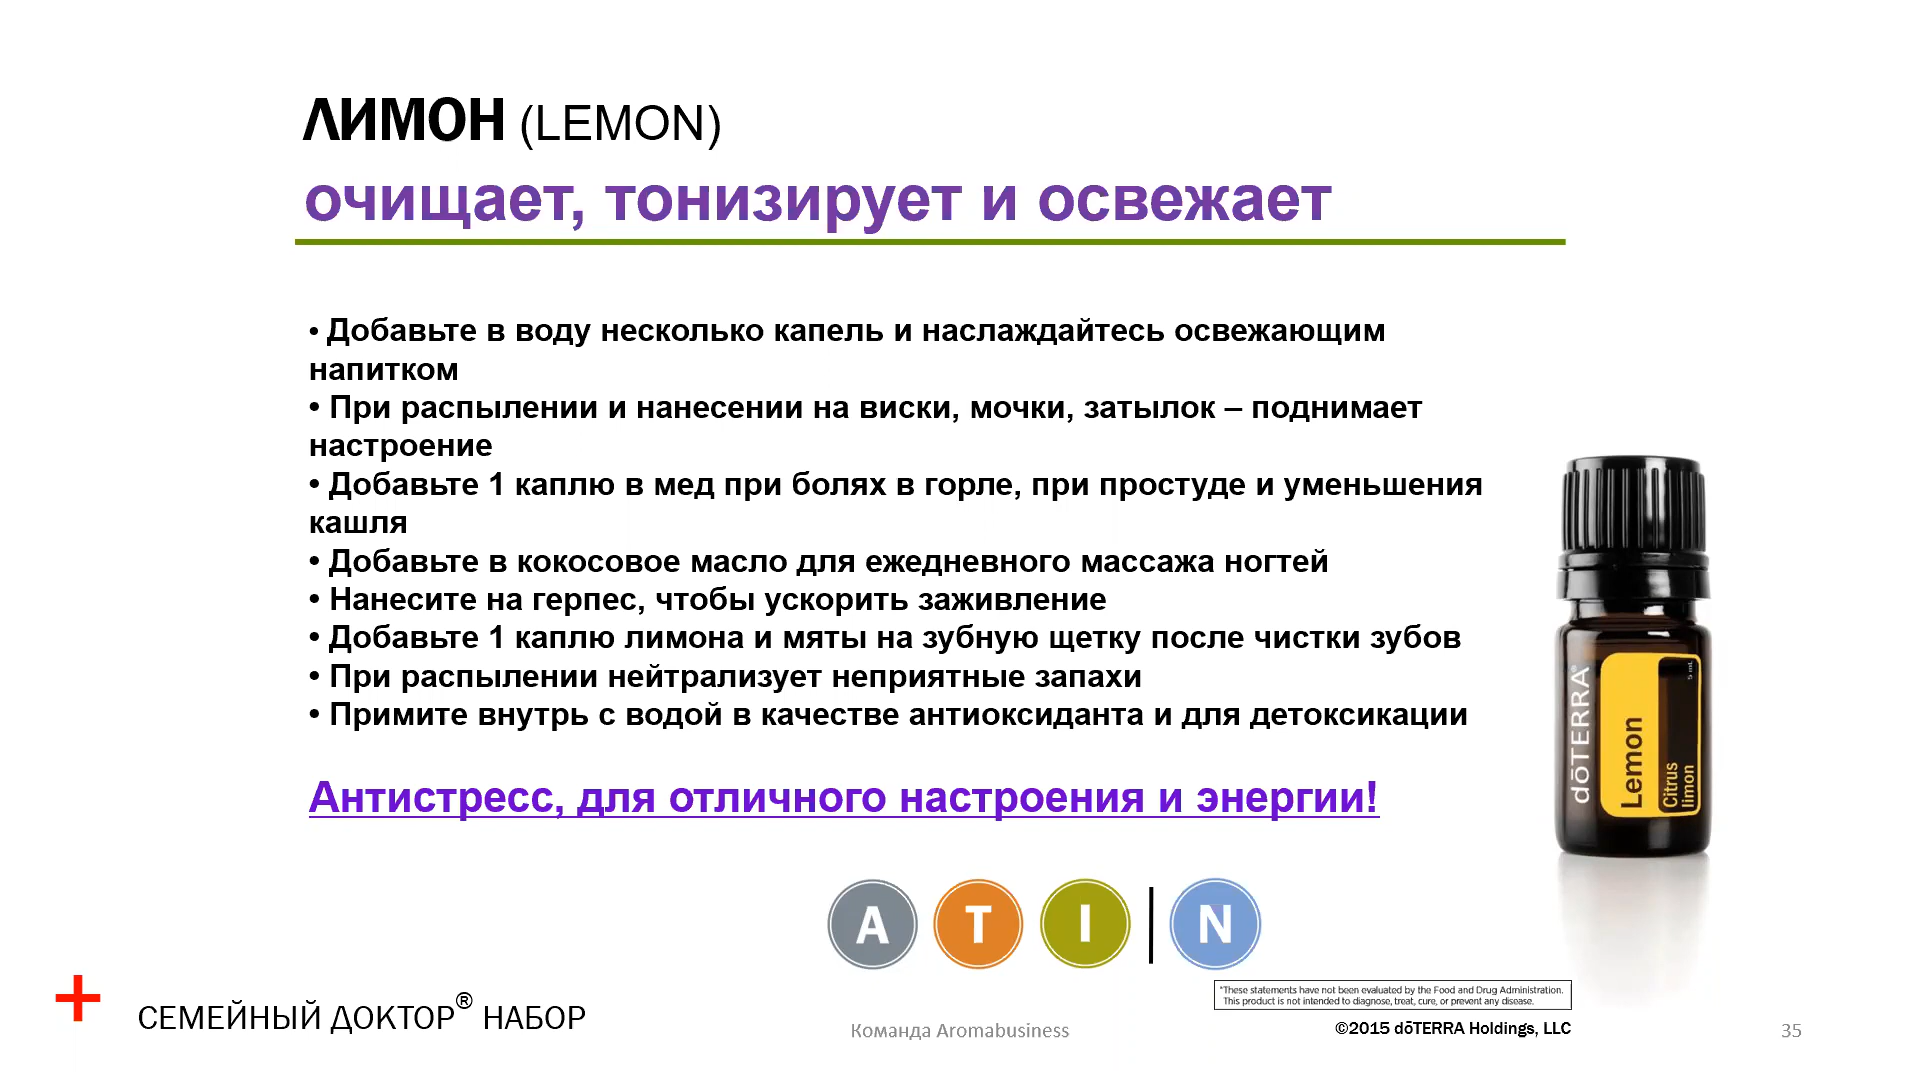 ЛИМОН (LEMON)
очищает, тонизирует и освежает
• Добавьте в воду несколько капель и наслаждайтесь освежающим
напитком
• При распылении и нанесении на виски, мочки, затылок – поднимает
настроение
• Добавьте 1 каплю в мед при болях в горле, при простуде и уменьшения
кашля
• Добавьте в кокосовое масло для ежедневного массажа ногтей
• Нанесите на герпес, чтобы ускорить заживление
• Добавьте 1 каплю лимона и мяты на зубную щетку после чистки зубов
• При распылении нейтрализует неприятные запахи
• Примите внутрь с водой в качестве антиоксиданта и для детоксикации
Антистресс, для отличного настроения и энергии!
dōTERRA®
Lemon
Citrus
limon
5 mL
A T I | N
*These statements have not been evaluated by the Food and Drug Administration.
This product is not intended to diagnose, treat, cure, or prevent any disease.
СЕМЕЙНЫЙ ДОКТОР® НАБОР
Команда Aromabusiness
©2015 dōTERRA Holdings, LLC
35